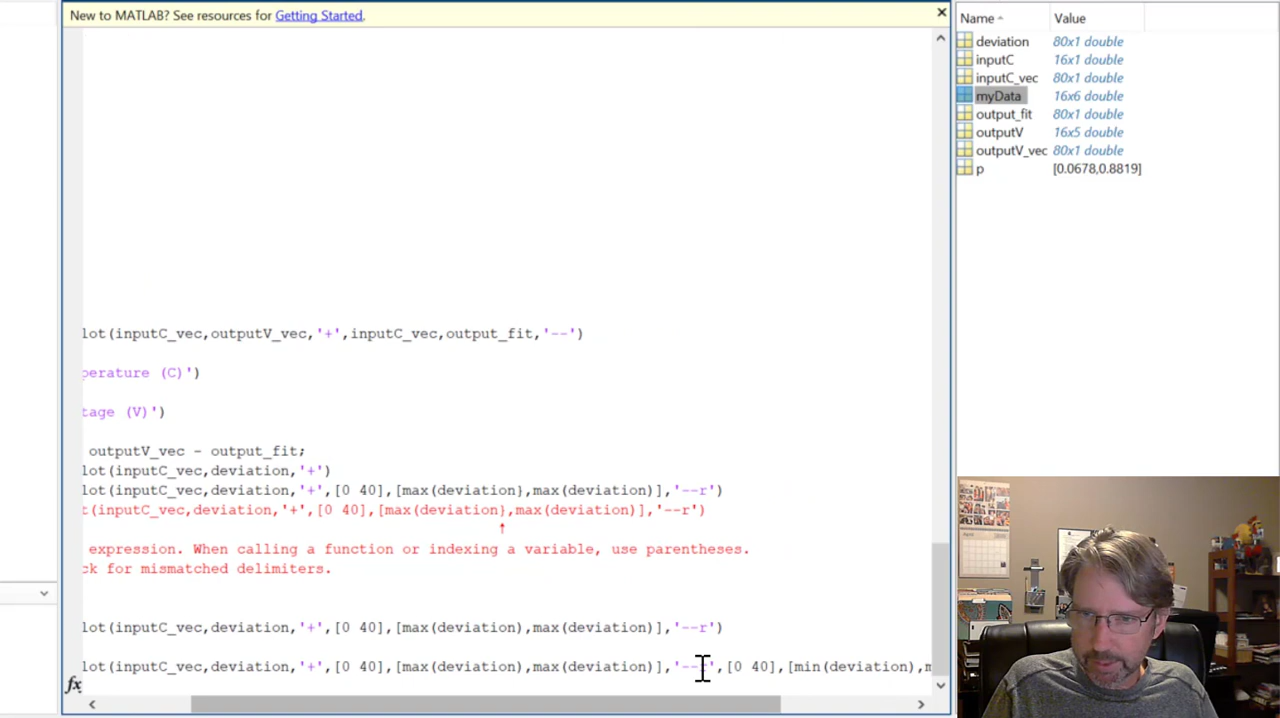 New to MATLAB? See resources for Getting Started.
Name Value
deviation 80x1 double
inputC 16x1 double
inputC_vec 80x1 double
myData 16x6 double
output_fit 80x1 double
outputV 16x5 double
outputV_vec 80x1 double
p [0.0678,0.8819]
lot(inputC_vec,outputV_vec,'+',inputC_vec,output_fit,'--')
perature (C)')
tage (V)')
outputV_vec - output_fit;
lot(inputC_vec,deviation,'+')
lot(inputC_vec,deviation,'+',[0 40],[max(deviation},max(deviation)],'--r')
t(inputC_vec,deviation,'+',[0 40],[max(deviation},max(deviation)],'--r')
↑
expression. When calling a function or indexing a variable, use parentheses.
ck for mismatched delimiters.
lot(inputC_vec,deviation,'+',[0 40],[max(deviation),max(deviation)],'--r')
lot(inputC_vec,deviation,'+',[0 40],[max(deviation),max(deviation)],'--r',[0 40],[min(deviation),m
fx